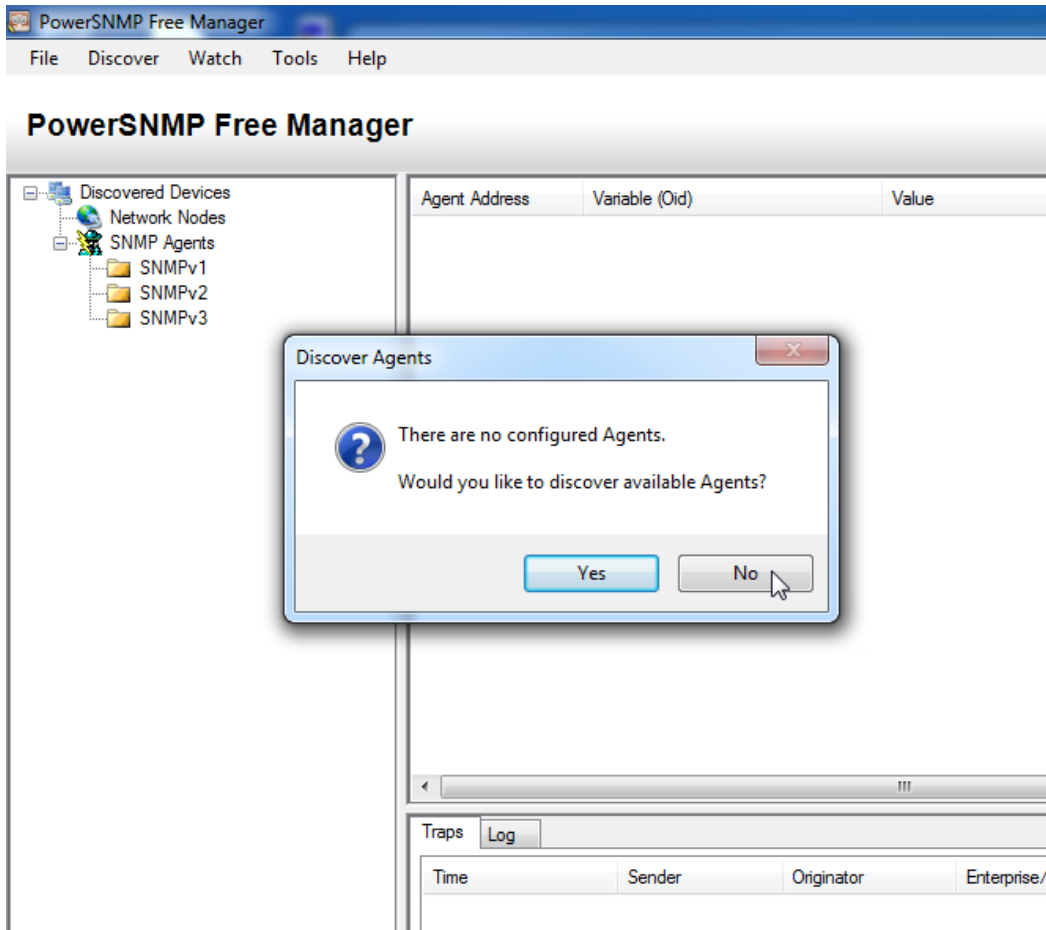 PowerSNMP Free Manager
File Discover Watch Tools Help
PowerSNMP Free Manager
Discovered Devices
Network Nodes
SNMP Agents
SNMPv1
SNMPv2
SNMPv3
Agent Address Variable (Oid) Value
Discover Agents
There are no configured Agents.
Would you like to discover available Agents?
Yes No
Traps Log
Time Sender Originator Enterprise/